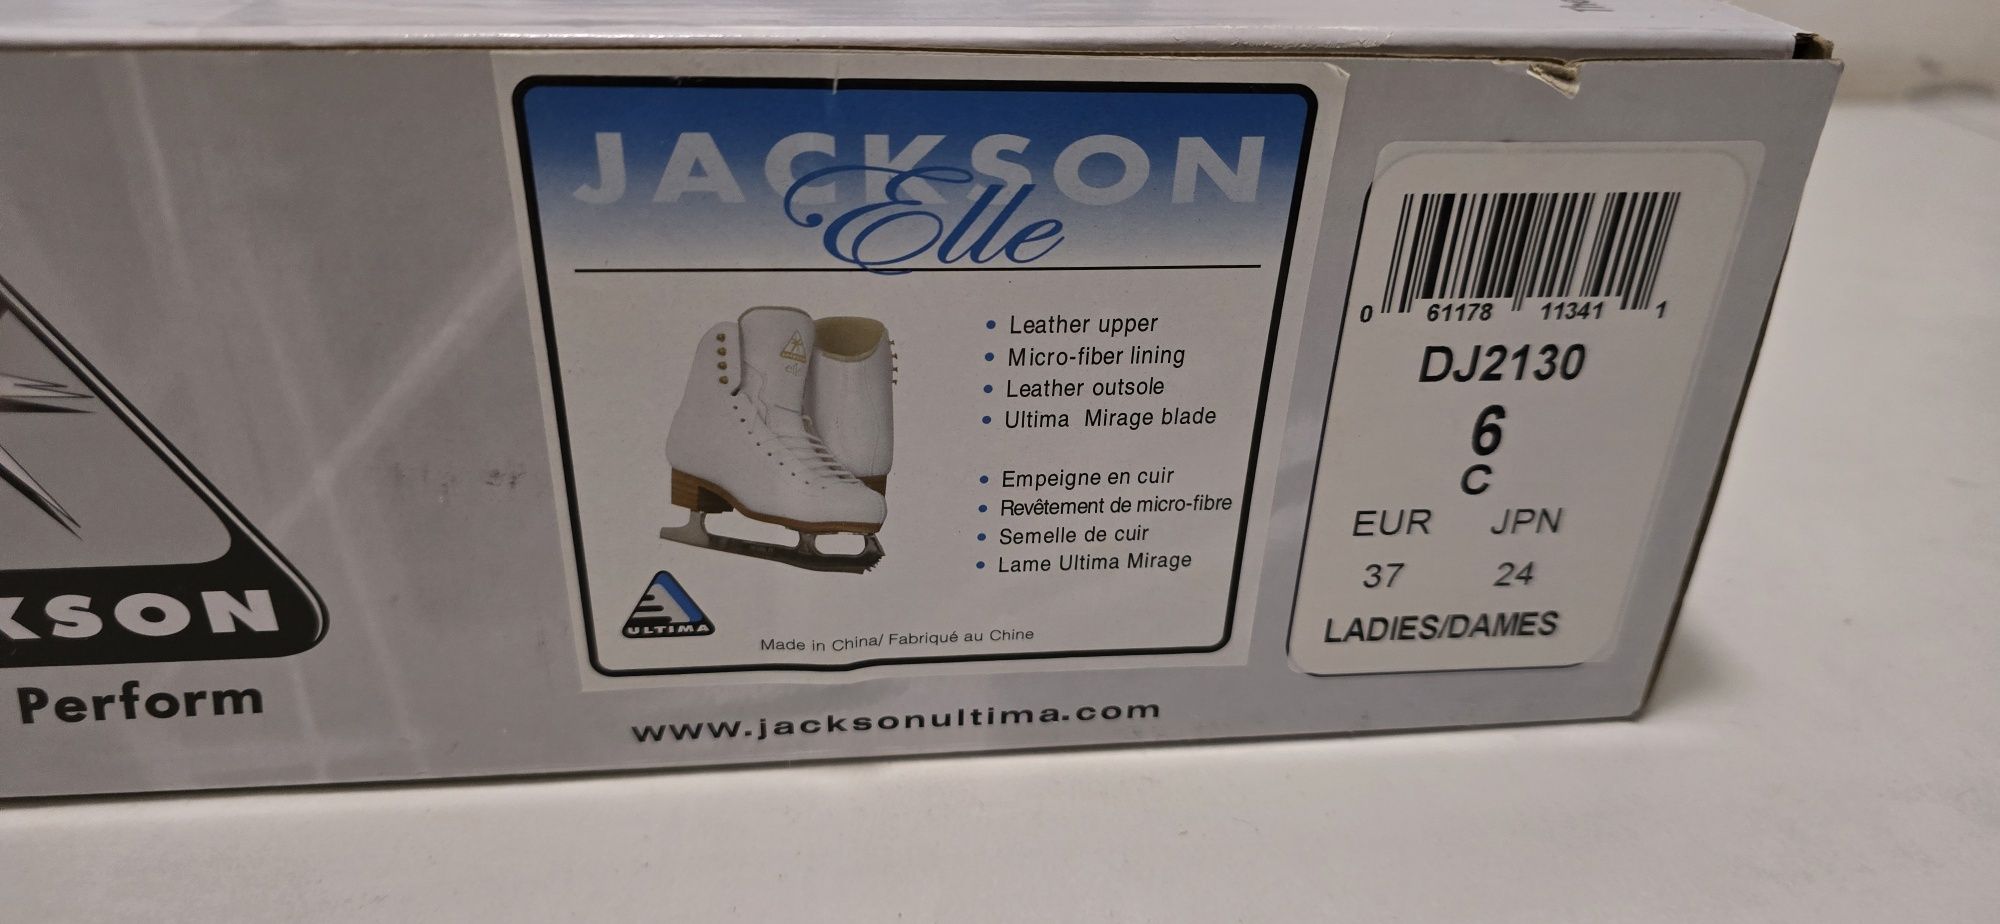 JACKSON
Elle
• Leather upper
• Micro-fiber lining
• Leather outsole
• Ultima Mirage blade
• Empeigne en cuir
• Revêtement de micro-fibre
• Semelle de cuir
• Lame Ultima Mirage
ULTIMA
Made in China/ Fabriqué au Chine
www.jacksonultima.com
KSON
Perform
0 61178 11341 1
DJ2130
6
C
EUR JPN
37 24
LADIES/DAMES